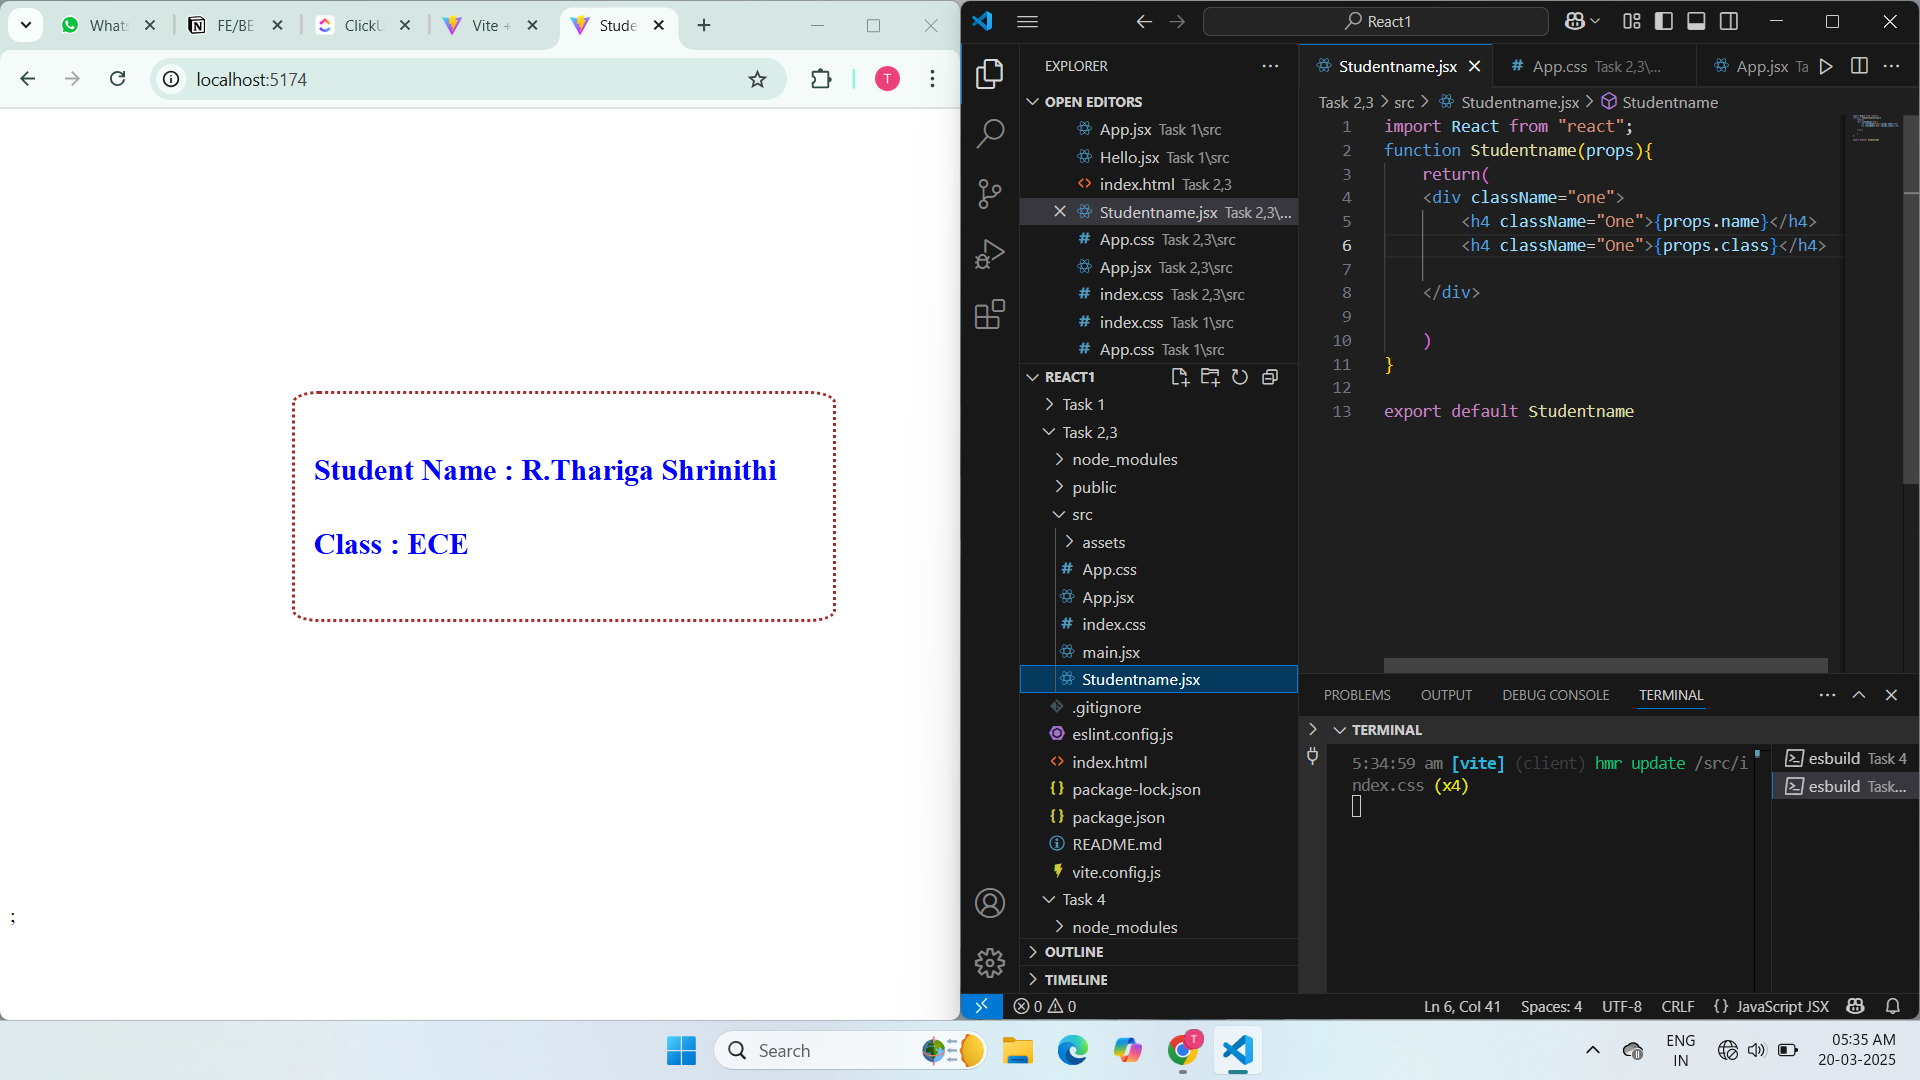 Whats
FE/BE
ClickU
Vite +
Stude
localhost:5174
T
Student Name : R.Thariga Shrinithi
Class : ECE
;
React1
EXPLORER
OPEN EDITORS
App.jsx Task 1\src
Hello.jsx Task 1\src
index.html Task 2,3
Studentname.jsx Task 2,3\...
App.css Task 2,3\src
App.jsx Task 2,3\src
index.css Task 2,3\src
index.css Task 1\src
App.css Task 1\src
REACT1
Task 1
Task 2,3
node_modules
public
src
assets
App.css
App.jsx
index.css
main.jsx
Studentname.jsx
.gitignore
eslint.config.js
index.html
package-lock.json
package.json
README.md
vite.config.js
Task 4
node_modules
OUTLINE
TIMELINE
Studentname.jsx
App.css Task 2,3\...
App.jsx Ta
Task 2,3 > src > Studentname.jsx > Studentname
1 import React from "react";
2 function Studentname(props){
3 return(
4 <div className="one">
5 <h4 className="One">{props.name}</h4>
6 <h4 className="One">{props.class}</h4>
7
8 </div>
9
10 )
11 }
12
13 export default Studentname
PROBLEMS OUTPUT DEBUG CONSOLE TERMINAL
TERMINAL
5:34:59 am [vite] (client) hmr update /src/i
ndex.css (x4)
esbuild Task 4
esbuild Task...
0 0
Ln 6, Col 41 Spaces: 4 UTF-8 CRLF {} JavaScript JSX
Search
T
ENG
IN
05:35 AM
20-03-2025